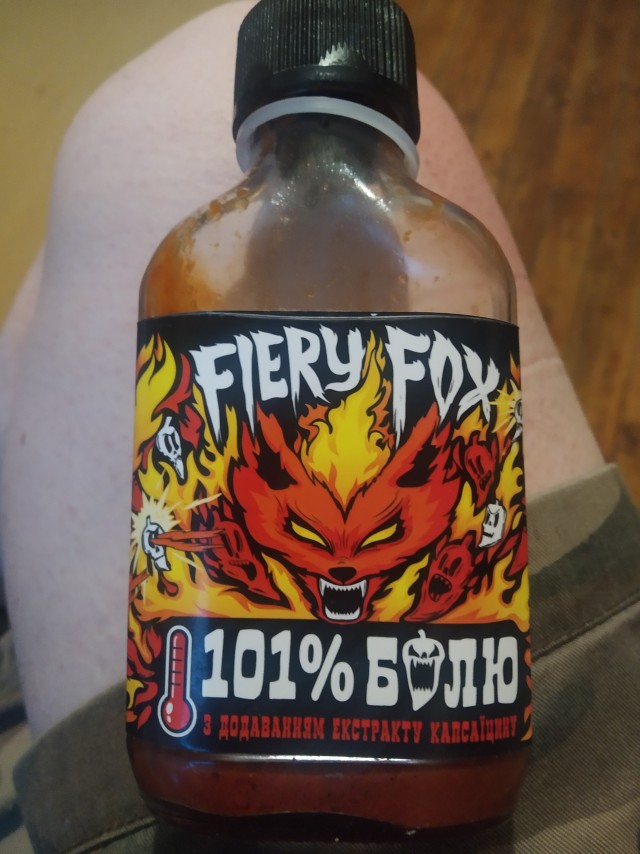 FIERY FOX
101% БОЛЮ
З ДОДАВАННЯМ ЕКСТРАКТУ КАПСАЇЦИНУ